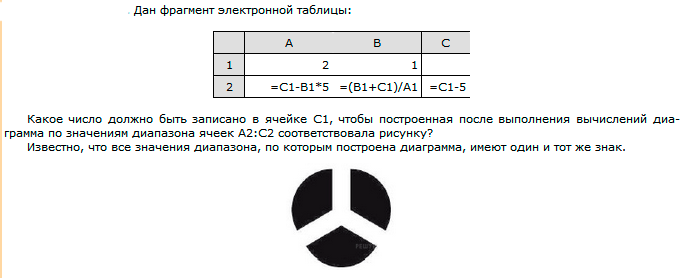 Дан фрагмент электронной таблицы:
A B C
1 2 1
2 =C1-B1*5 =(B1+C1)/A1 =C1-5
Какое число должно быть записано в ячейке C1, чтобы построенная после выполнения вычислений диа-
грамма по значениям диапазона ячеек A2:C2 соответствовала рисунку?
Известно, что все значения диапазона, по которым построена диаграмма, имеют один и тот же знак.